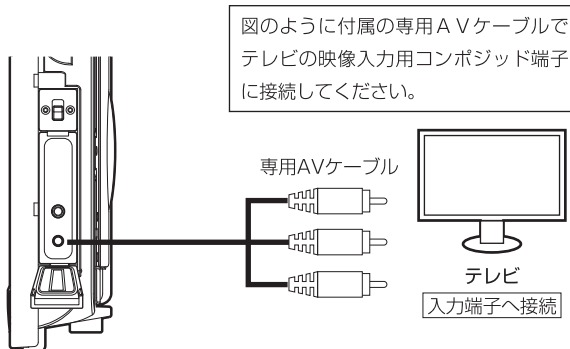 図のように付属の専用AVケーブルで
テレビの映像入力用コンポジッド端子
に接続してください。
専用AVケーブル
テレビ
入力端子へ接続